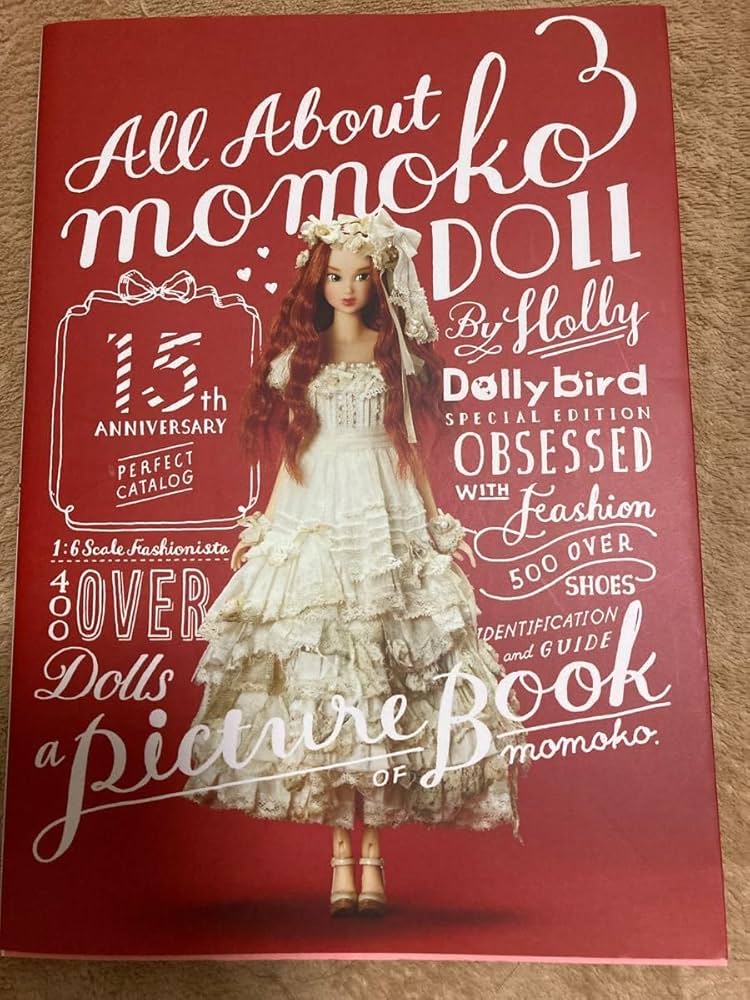 All About
momoko
DOLL
By Holly
Dollybird
SPECIAL EDITION
OBSESSED
WITH Feashion
500 OVER
SHOES
IDENTIFICATION
and GUIDE
15th
ANNIVERSARY
PERFECT
CATALOG
1:6 Scale Feashionista
400 OVER
Dolls
a picture Book
OF momoko.